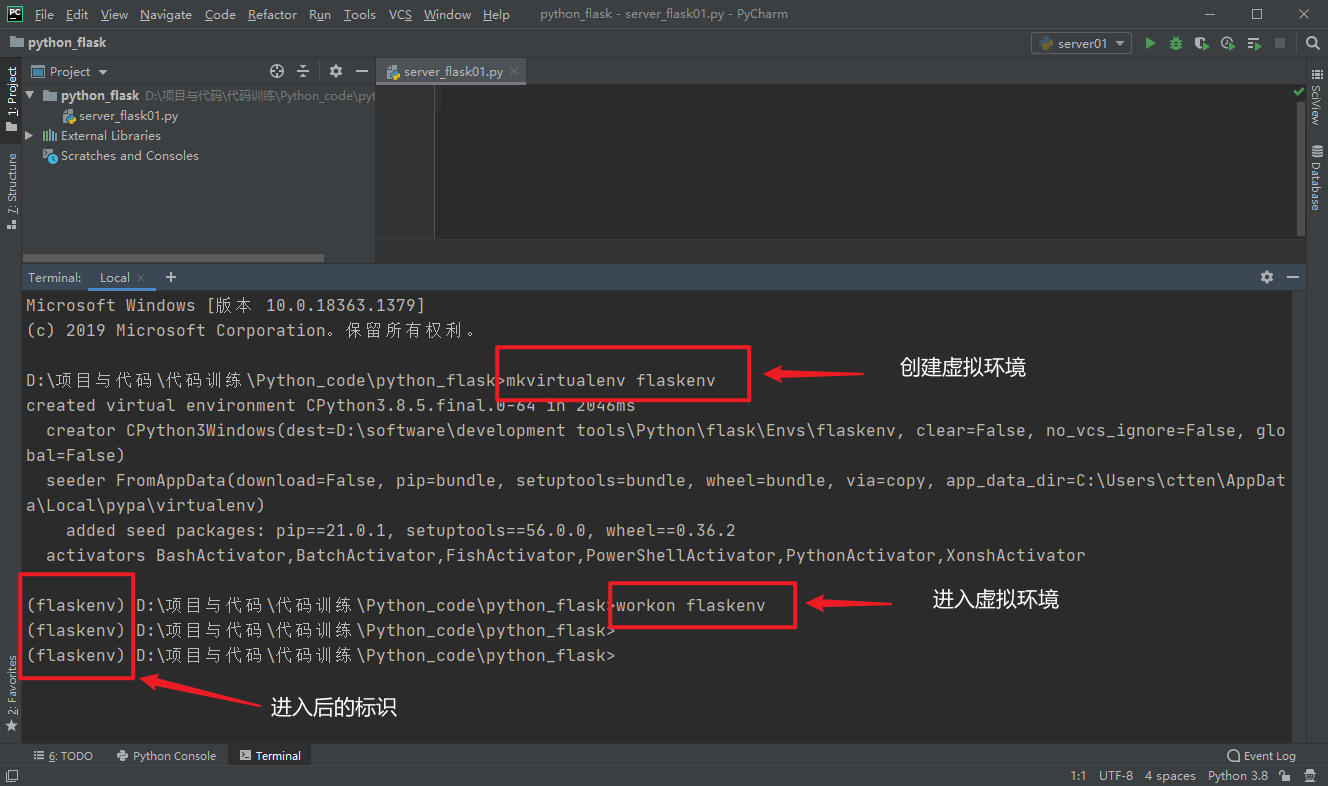 PC File Edit View Navigate Code Refactor Run Tools VCS Window Help python_flask - server_flask01.py - PyCharm
python_flask server01
1: Project
Project
server_flask01.py
python_flask D:\项目与代码\代码训练\Python_code\pyt
server_flask01.py
External Libraries
Scratches and Consoles
7: Structure
SciView
Database
Terminal: Local +
Microsoft Windows [版本 10.0.18363.1379]
(c) 2019 Microsoft Corporation。保留所有权利。
D:\项目与代码\代码训练\Python_code\python_flask>mkvirtualenv flaskenv
创建虚拟环境
created virtual environment CPython3.8.5.final.0-64 in 2046ms
creator CPython3Windows(dest=D:\software\development tools\Python\flask\Envs\flaskenv, clear=False, no_vcs_ignore=False, glo
bal=False)
seeder FromAppData(download=False, pip=bundle, setuptools=bundle, wheel=bundle, via=copy, app_data_dir=C:\Users\ctten\AppDat
a\Local\pypa\virtualenv)
added seed packages: pip==21.0.1, setuptools==56.0.0, wheel==0.36.2
activators BashActivator,BatchActivator,FishActivator,PowerShellActivator,PythonActivator,XonshActivator
(flaskenv) D:\项目与代码\代码训练\Python_code\python_flask>workon flaskenv
进入虚拟环境
(flaskenv) D:\项目与代码\代码训练\Python_code\python_flask>
(flaskenv) D:\项目与代码\代码训练\Python_code\python_flask>
进入后的标识
2: Favorites
6: TODO Python Console Terminal Event Log
1:1 UTF-8 4 spaces Python 3.8